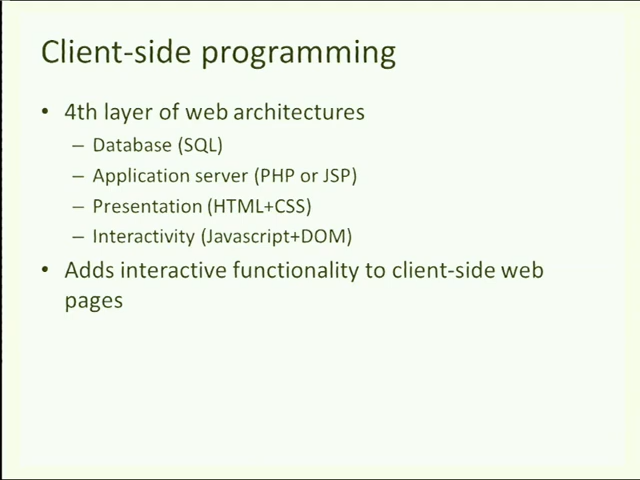 Client-side programming
• 4th layer of web architectures
– Database (SQL)
– Application server (PHP or JSP)
– Presentation (HTML+CSS)
– Interactivity (Javascript+DOM)
• Adds interactive functionality to client-side web
pages